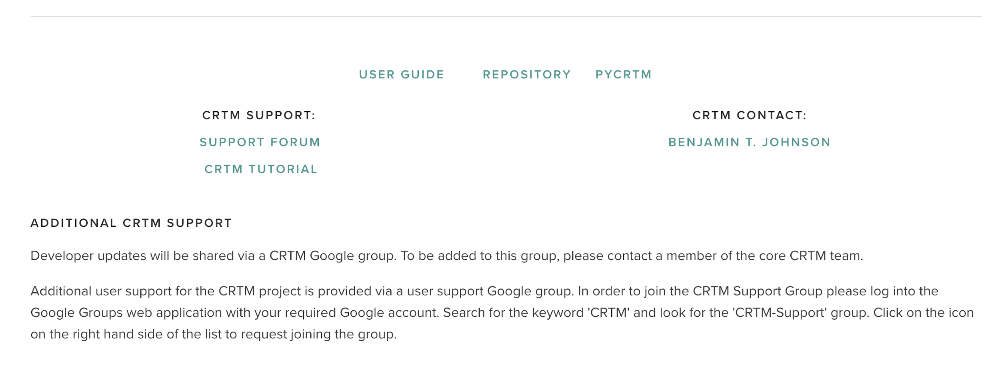 USER GUIDE REPOSITORY PYCRTM
CRTM SUPPORT:
SUPPORT FORUM
CRTM TUTORIAL
CRTM CONTACT:
BENJAMIN T. JOHNSON
ADDITIONAL CRTM SUPPORT
Developer updates will be shared via a CRTM Google group. To be added to this group, please contact a member of the core CRTM team.
Additional user support for the CRTM project is provided via a user support Google group. In order to join the CRTM Support Group please log into the
Google Groups web application with your required Google account. Search for the keyword 'CRTM' and look for the 'CRTM-Support' group. Click on the icon
on the right hand side of the list to request joining the group.